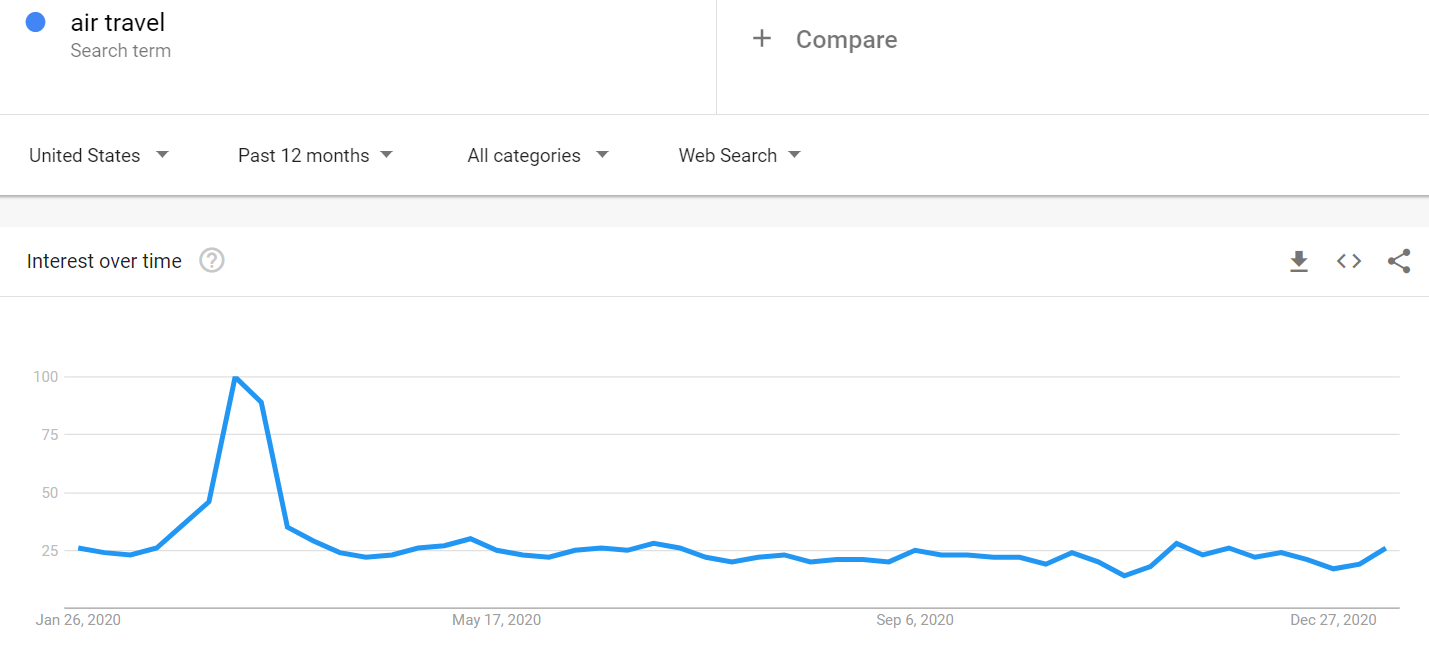 air travel
Search term
+ Compare
United States Past 12 months All categories Web Search
Interest over time ?
100
75
50
25
Jan 26, 2020 May 17, 2020 Sep 6, 2020 Dec 27, 2020